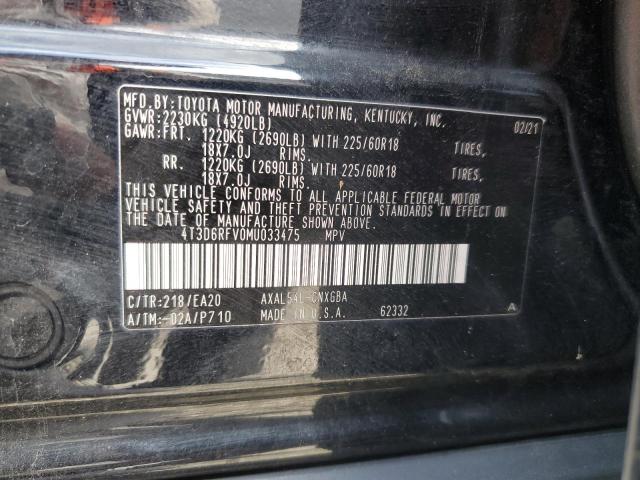 MFD.BY:TOYOTA MOTOR MANUFACTURING, KENTUCKY, INC.
GVWR:2230KG (4920LB) 02/21
GAWR:FRT. 1220KG (2690LB) WITH 225/60R18 TIRES,
18X7.0J RIMS.
RR. 1220KG (2690LB) WITH 225/60R18 TIRES,
18X7.0J RIMS.
THIS VEHICLE CONFORMS TO ALL APPLICABLE FEDERAL MOTOR
VEHICLE SAFETY AND THEFT PREVENTION STANDARDS IN EFFECT
ON THE DATE OF MANUFACTURE SHOWN ABOVE.
4T3D6RFV0MU033475 MPV
C/TR:218/EA20 AXAL54L-CNXGBA
A/TM:-02A/P710 MADE IN U.S.A. 62332 A